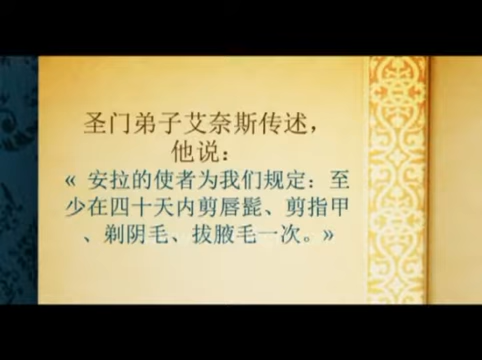 圣门弟子艾奈斯传述，
他说：
« 安拉的使者为我们规定：至
少在四十天内剪唇髭、剪指甲
、剃阴毛、拔腋毛一次。»